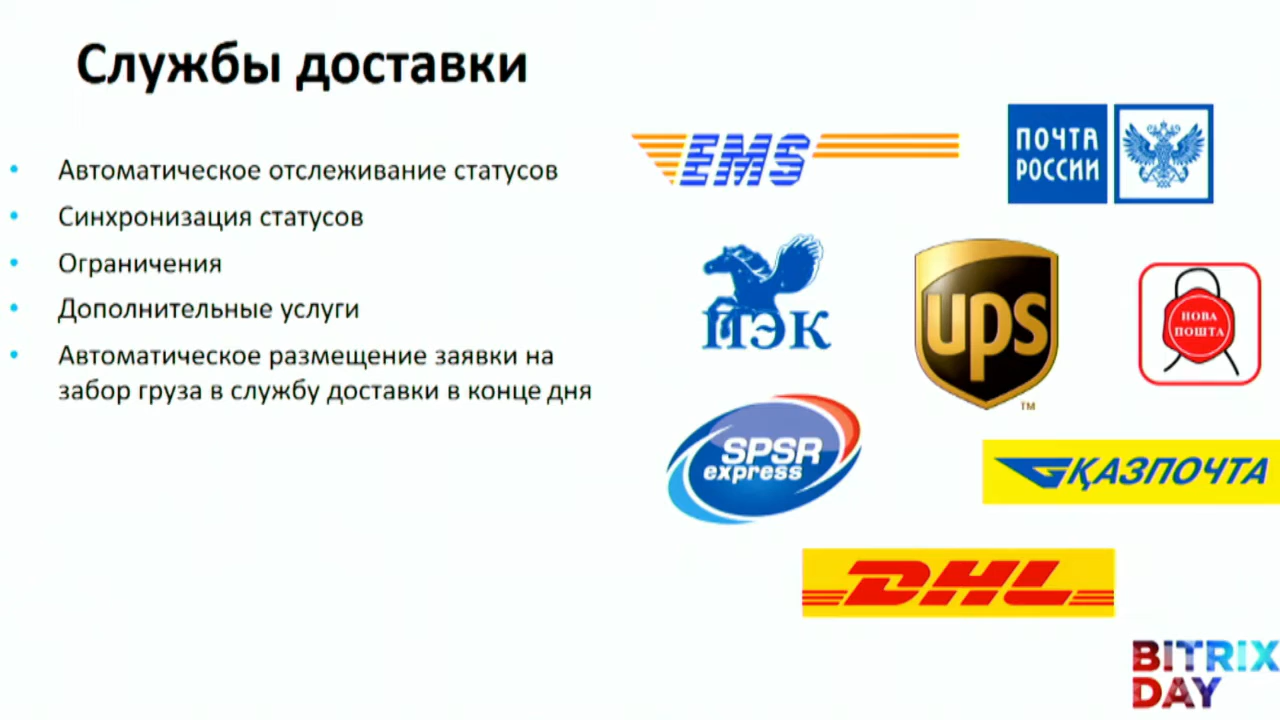 Службы доставки
Автоматическое отслеживание статусов
Синхронизация статусов
Ограничения
Дополнительные услуги
Автоматическое размещение заявки на
забор груза в службу доставки в конце дня
EMS
ПОЧТА
РОССИИ
ПЭК
ups
TM
НОВА
ПОШТА
SPSR
express
ҚАЗПОЧТА
DHL
BITRIX
DAY